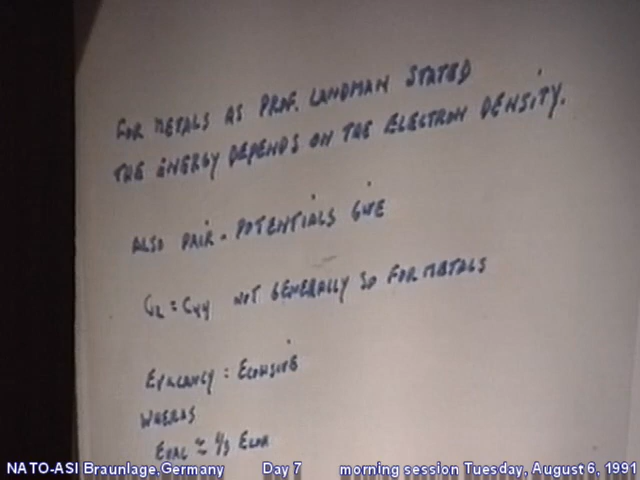 FOR METALS AS PROF. LANDMAN STATED
THE ENERGY DEPENDS ON THE ELECTRON DENSITY.
ALSO PAIR - POTENTIALS GIVE
C12 = C44 NOT GENERALLY SO FOR METALS
EVACANCY = ECOHSIVE
WHERAS
EVAC ≃ 1/3 ECOH
NATO-ASI Braunlage,Germany Day 7 morning session Tuesday, August 6, 1991